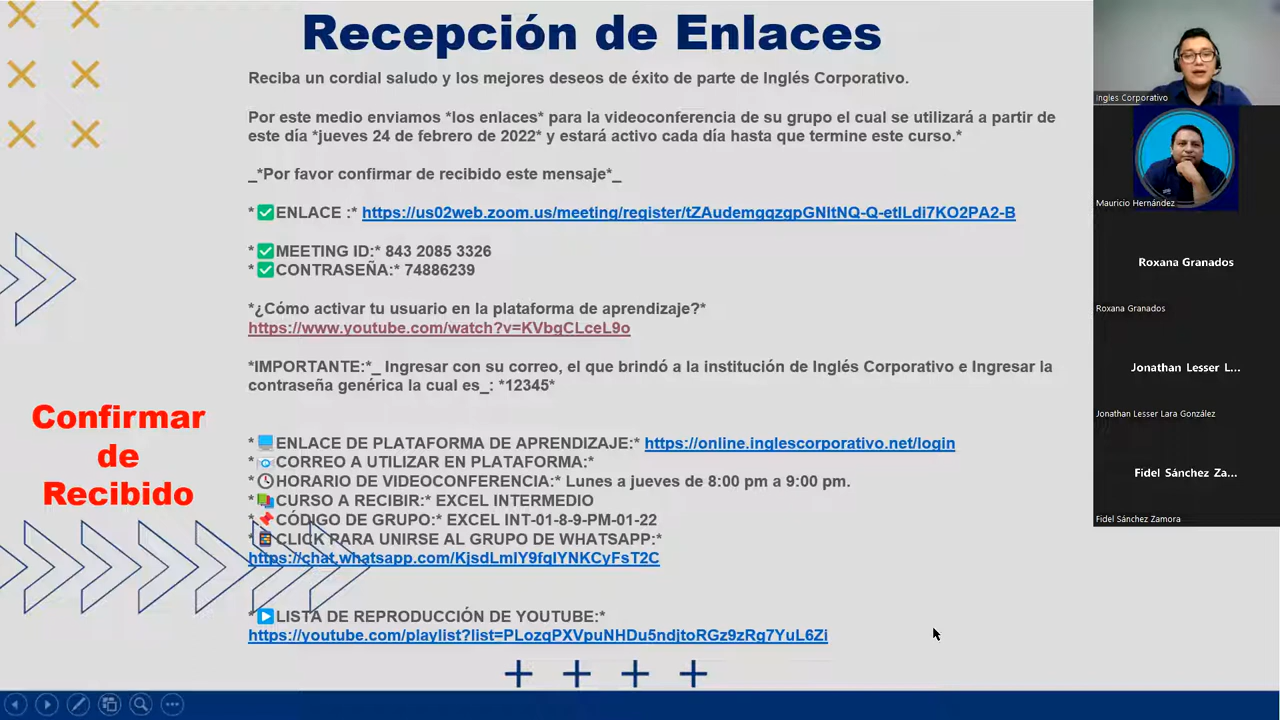 Recepción de Enlaces
Reciba un cordial saludo y los mejores deseos de éxito de parte de Inglés Corporativo.
Por este medio enviamos *los enlaces* para la videoconferencia de su grupo el cual se utilizará a partir de
este día *jueves 24 de febrero de 2022* y estará activo cada día hasta que termine este curso.*
_*Por favor confirmar de recibido este mensaje*_
*✅ENLACE :* https://us02web.zoom.us/meeting/register/tZAudemgqzgpGNItNQ-Q-etlLdi7KO2PA2-B
*✅MEETING ID:* 843 2085 3326
*✅CONTRASEÑA:* 74886239
*¿Cómo activar tu usuario en la plataforma de aprendizaje?*
https://www.youtube.com/watch?v=KVbgCLceL9o
*IMPORTANTE:*_ Ingresar con su correo, el que brindó a la institución de Inglés Corporativo e Ingresar la
contraseña genérica la cual es_: *12345*
Confirmar
de
Recibido
*🖥️ENLACE DE PLATAFORMA DE APRENDIZAJE:* https://online.inglescorporativo.net/login
*📧CORREO A UTILIZAR EN PLATAFORMA:*
*🕓HORARIO DE VIDEOCONFERENCIA:* Lunes a jueves de 8:00 pm a 9:00 pm.
*📚CURSO A RECIBIR:* EXCEL INTERMEDIO
*📌CÓDIGO DE GRUPO:* EXCEL INT-01-8-9-PM-01-22
*📱CLICK PARA UNIRSE AL GRUPO DE WHATSAPP:*
https://chat.whatsapp.com/KjsdLmIY9fqIYNKCyFsT2C
*▶️LISTA DE REPRODUCCIÓN DE YOUTUBE:*
https://youtube.com/playlist?list=PLozqPXVpuNHDu5ndjtoRGz9zRg7YuL6Zi
Ingles Corporativo
Mauricio Hernández
Roxana Granados
Roxana Granados
Jonathan Lesser L...
Jonathan Lesser Lara González
Fidel Sánchez Za...
Fidel Sánchez Zamora